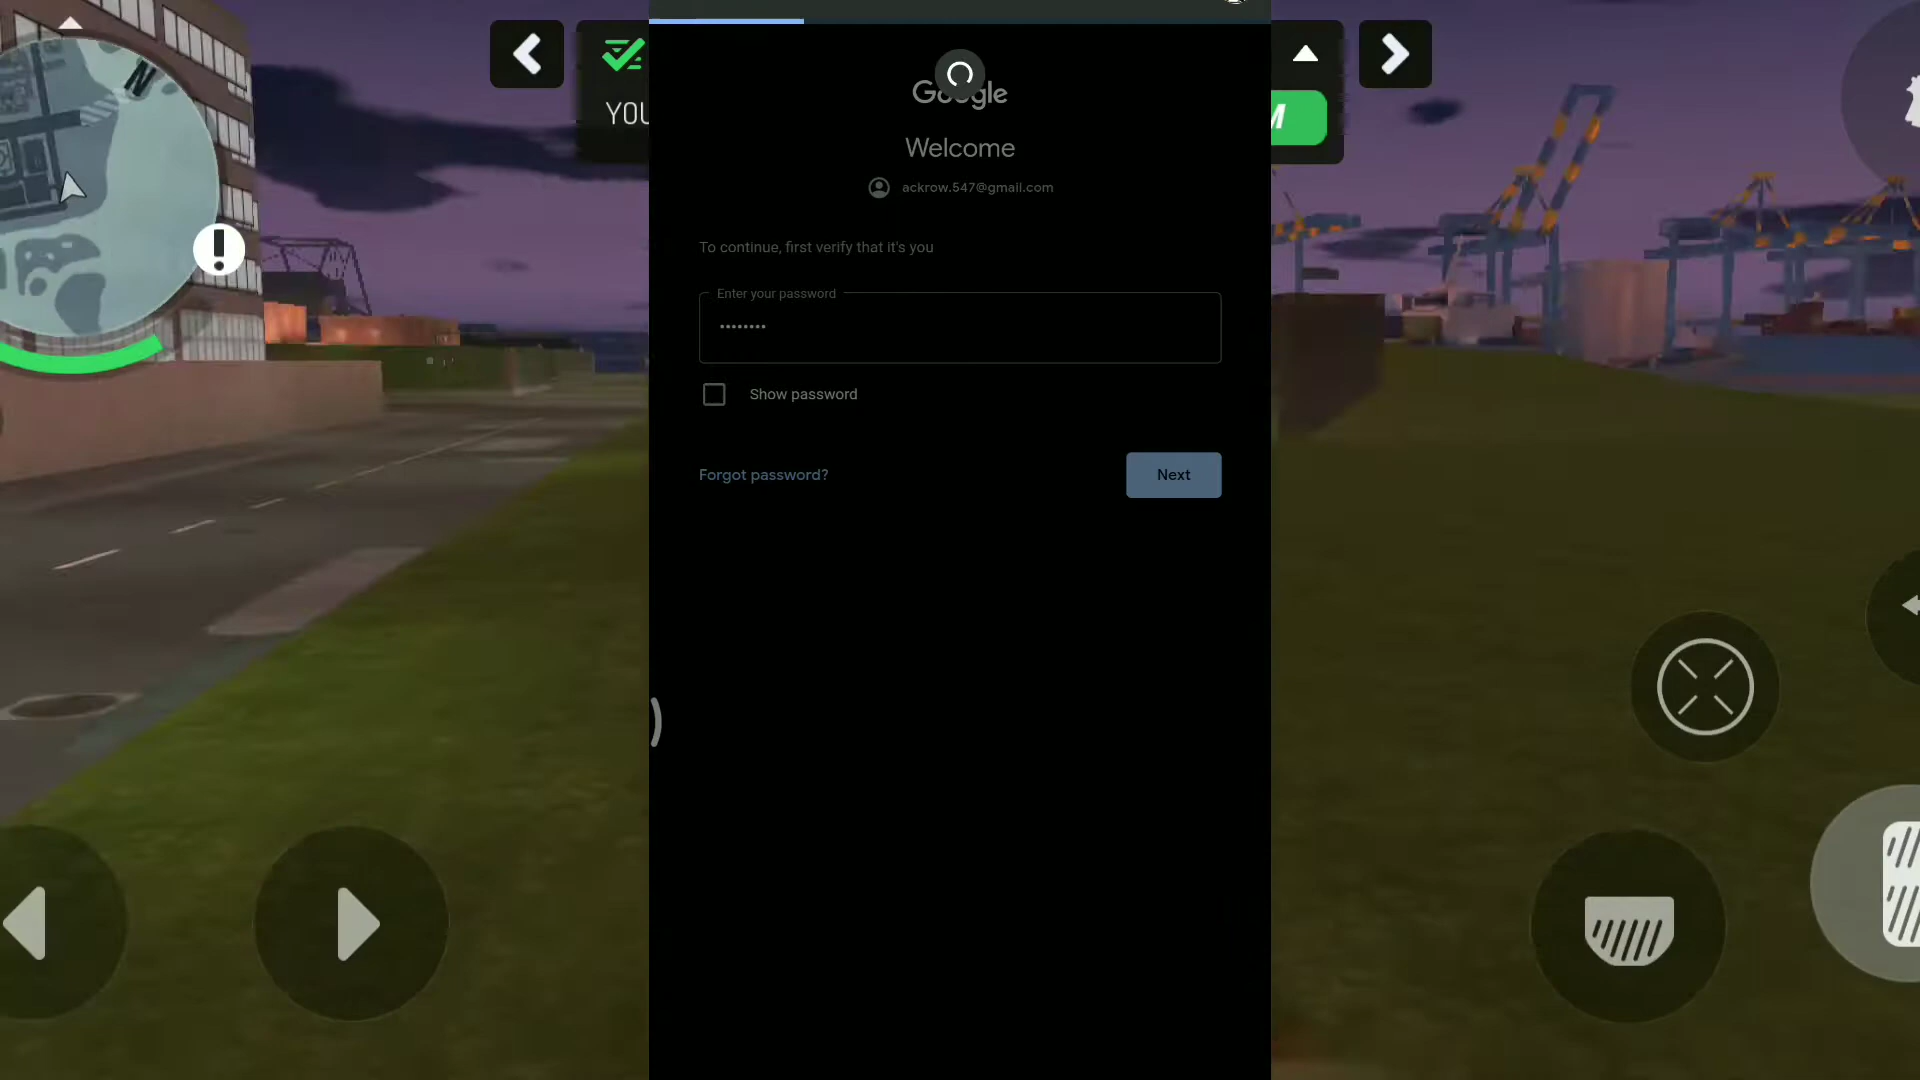 N
YOU
M
Google
Welcome
ackrow.547@gmail.com
To continue, first verify that it's you
Enter your password
••••••••
Show password
Forgot password?
Next